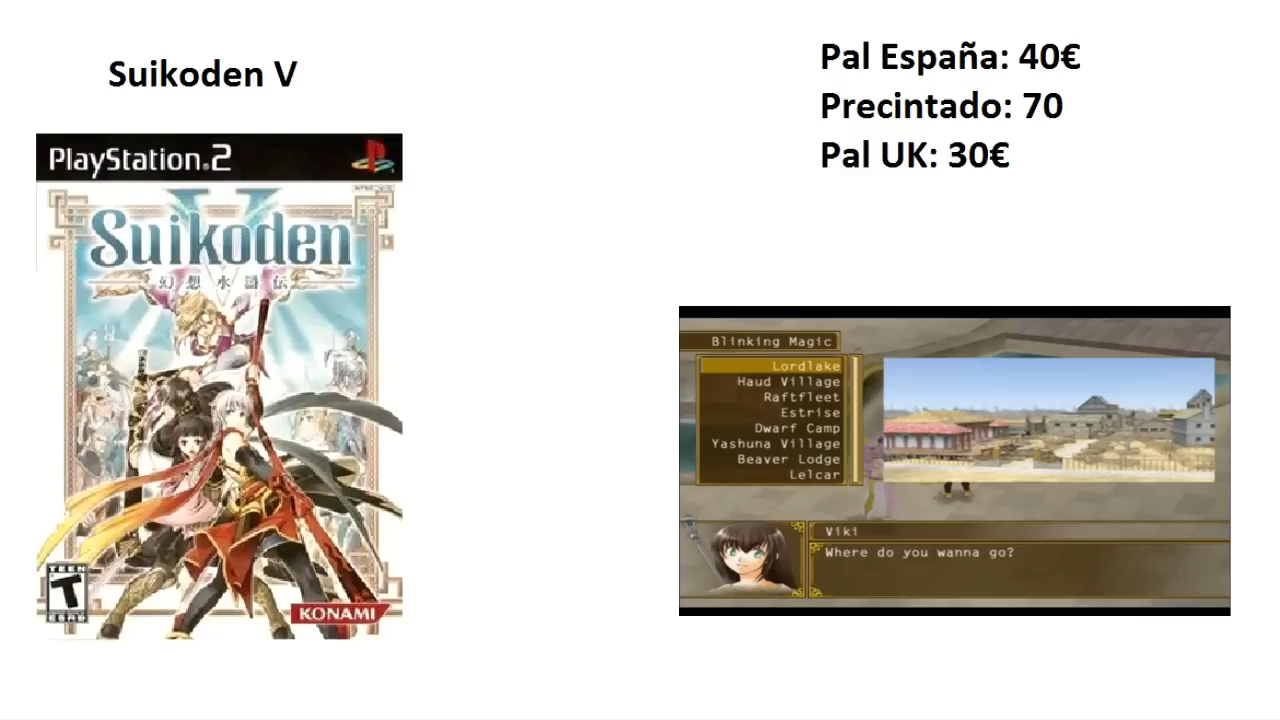 Suikoden V
Pal España: 40€
Precintado: 70
Pal UK: 30€
PlayStation.2
Suikoden
幻想水滸伝
TEEN
T
ESRB
KONAMI
Blinking Magic
Lordlake
Haud Village
Raftfleet
Estrise
Dwarf Camp
Yashuna Village
Beaver Lodge
Lelcar
Viki
Where do you wanna go?